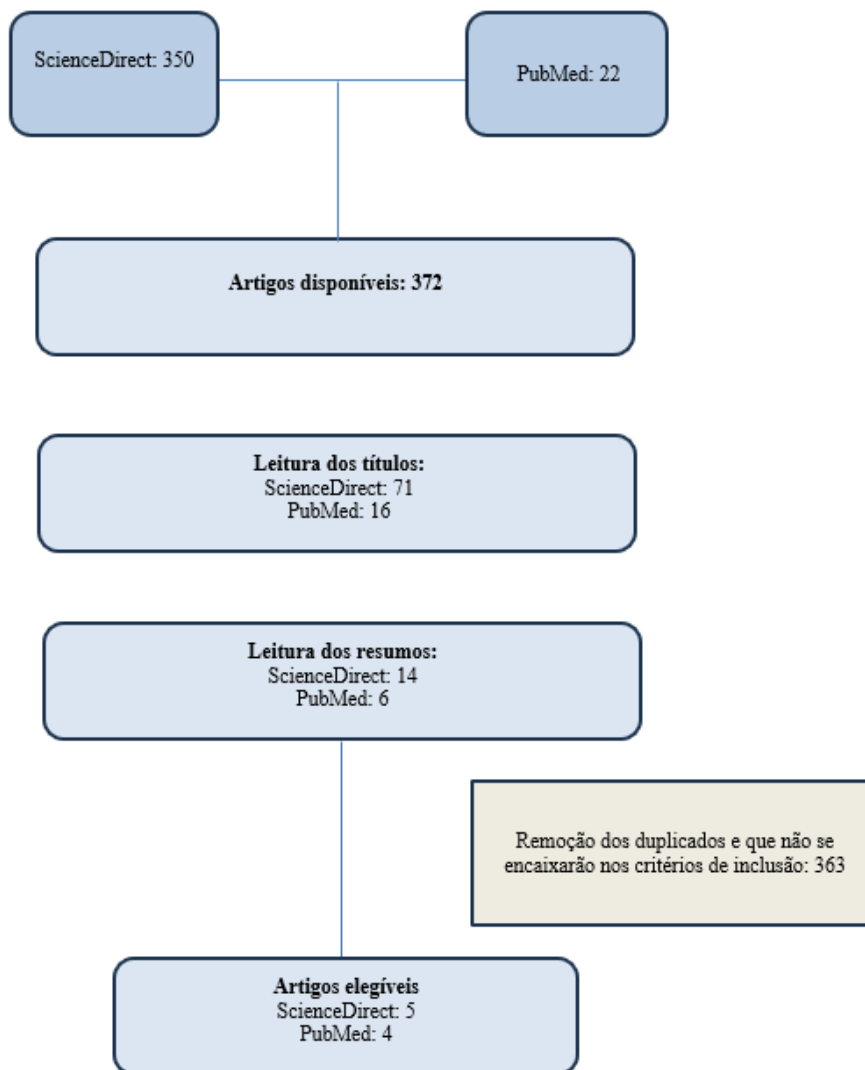 ScienceDirect: 350
PubMed: 22
Artigos disponíveis: 372
Leitura dos títulos:
ScienceDirect: 71
PubMed: 16
Leitura dos resumos:
ScienceDirect: 14
PubMed: 6
Remoção dos duplicados e que não se
encaixarão nos critérios de inclusão: 363
Artigos elegíveis
ScienceDirect: 5
PubMed: 4